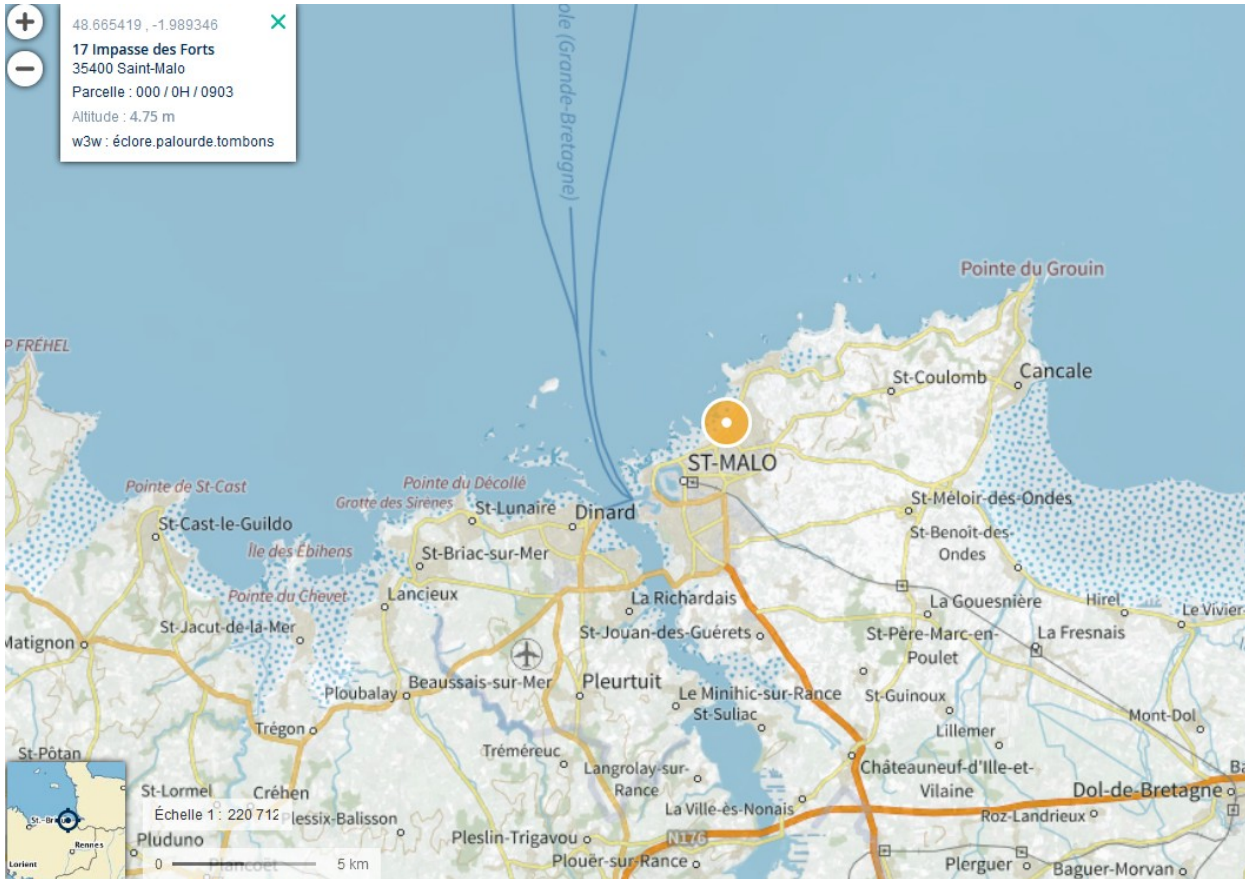 48.665419 , -1.989346
17 Impasse des Forts
35400 Saint-Malo
Parcelle : 000 / 0H / 0903
Altitude : 4.75 m
w3w : éclore.palourde.tombons
ole (Grande-Bretagne)
Pointe du Grouin
P FRÉHEL
St-Coulomb
Cancale
ST-MALO
Pointe du Décollé
Pointe de St-Cast
Grotte des Sirènes
St-Lunaire
Dinard
St-Méloir-des-Ondes
St-Cast-le-Guildo
St-Benoît-des-
Ondes
Île des Ebihens
St-Briac-sur-Mer
Pointe du Chevet
Lancieux
La Richardais
La Gouesnière
Hirel
Le Vivier-
St-Jacut-de-la-Mer
Matignon
St-Jouan-des-Guérets
St-Père-Marc-en-
Poulet
La Fresnais
Ploubalay
Beaussais-sur-Mer
Pleurtuit
Le Minihic-sur-Rance
St-Suliac
St-Guinoux
Mont-Dol
Trégon
Lillemer
St-Pôtan
Tréméreuc
Langrolay-sur-
Rance
Châteauneuf-d'Ille-et-
Vilaine
Ba
St-Lormel
Créhen
La Ville-ès-Nonais
Dol-de-Bretagne
Échelle 1 : 220 712
Plessix-Balisson
Roz-Landrieux
Pluduno
Pleslin-Trigavou
N176
Plancoët
Plouër-sur-Rance
Plerguer
Baguer-Morvan
0
5 km
St.-Brieuc
Rennes
Lorient